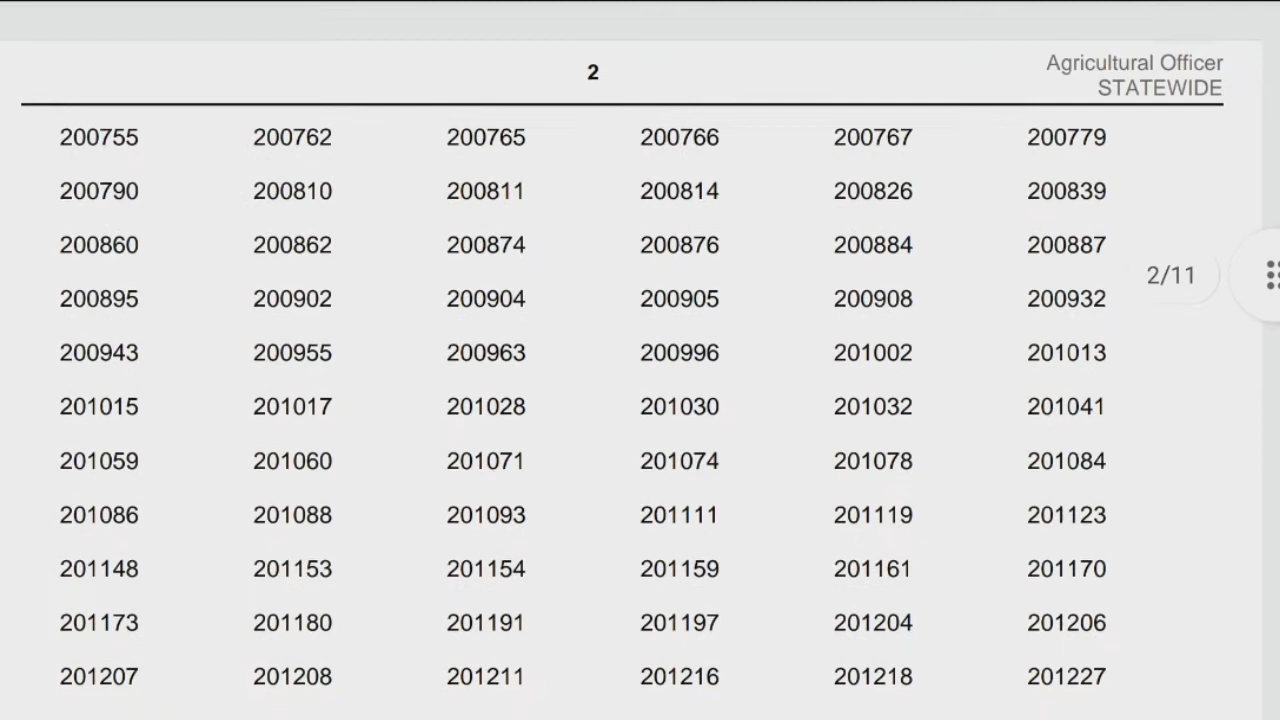 2
Agricultural Officer
STATEWIDE
200755 200762 200765 200766 200767 200779
200790 200810 200811 200814 200826 200839
200860 200862 200874 200876 200884 200887
2/11
200895 200902 200904 200905 200908 200932
200943 200955 200963 200996 201002 201013
201015 201017 201028 201030 201032 201041
201059 201060 201071 201074 201078 201084
201086 201088 201093 201111 201119 201123
201148 201153 201154 201159 201161 201170
201173 201180 201191 201197 201204 201206
201207 201208 201211 201216 201218 201227